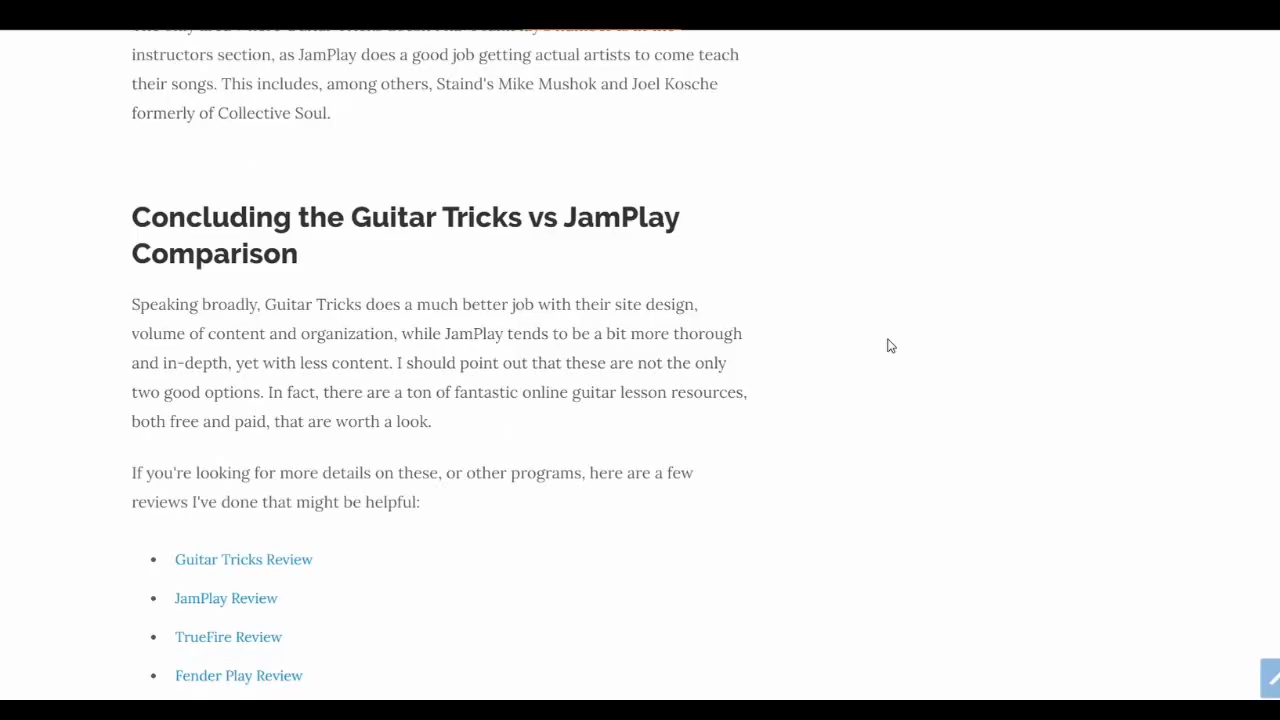 instructors section, as JamPlay does a good job getting actual artists to come teach
their songs. This includes, among others, Staind's Mike Mushok and Joel Kosche
formerly of Collective Soul.
Concluding the Guitar Tricks vs JamPlay
Comparison
Speaking broadly, Guitar Tricks does a much better job with their site design,
volume of content and organization, while JamPlay tends to be a bit more thorough
and in-depth, yet with less content. I should point out that these are not the only
two good options. In fact, there are a ton of fantastic online guitar lesson resources,
both free and paid, that are worth a look.
If you're looking for more details on these, or other programs, here are a few
reviews I've done that might be helpful:
• Guitar Tricks Review
• JamPlay Review
• TrueFire Review
• Fender Play Review